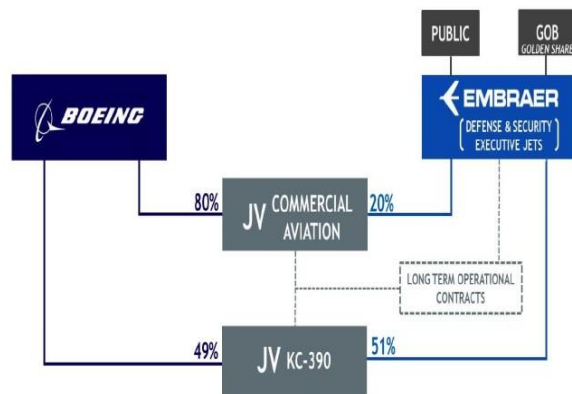 PUBLIC
GOB
GOLDEN SHARE
BOEING
EMBRAER
DEFENSE & SECURITY
EXECUTIVE JETS
80%
JV COMMERCIAL
AVIATION
20%
LONG TERM OPERATIONAL
CONTRACTS
49%
JV KC-390
51%